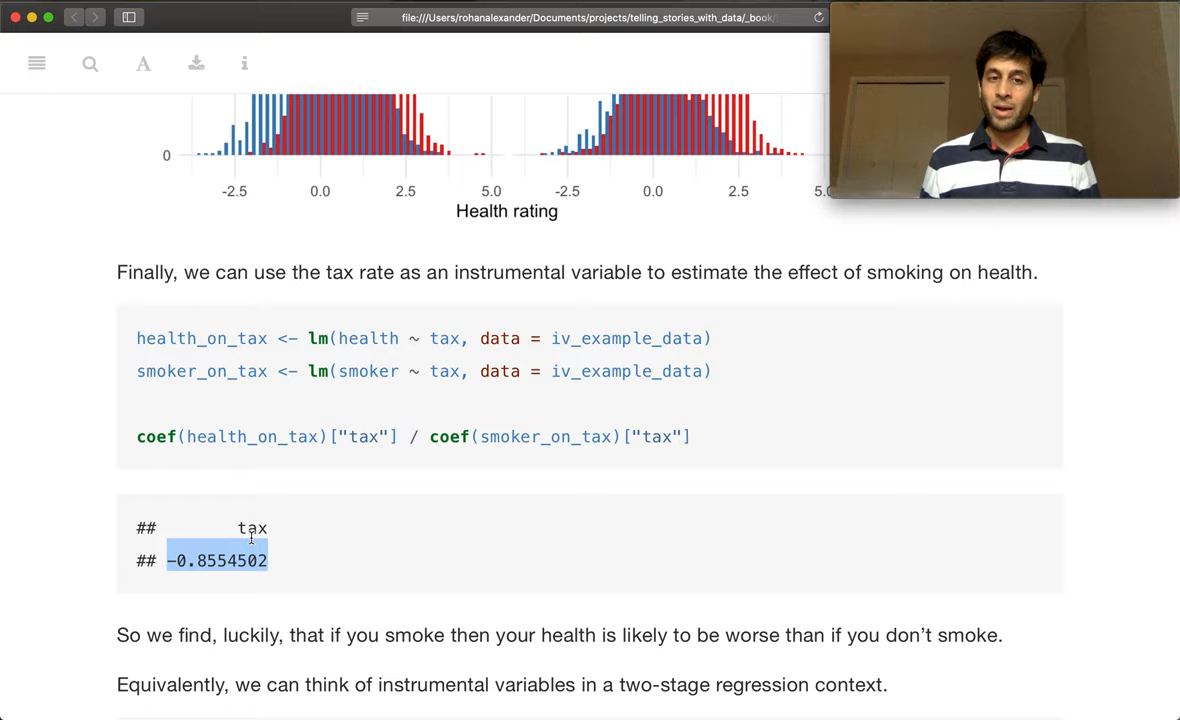 file:///Users/rohanalexander/Documents/projects/telling_stories_with_data/_book/
A
i
0
-2.5 0.0 2.5 5.0 -2.5 0.0 2.5 5.0
Health rating
Finally, we can use the tax rate as an instrumental variable to estimate the effect of smoking on health.
health_on_tax <- lm(health ~ tax, data = iv_example_data)
smoker_on_tax <- lm(smoker ~ tax, data = iv_example_data)
coef(health_on_tax)["tax"] / coef(smoker_on_tax)["tax"]
## tax
## -0.8554502
So we find, luckily, that if you smoke then your health is likely to be worse than if you don’t smoke.
Equivalently, we can think of instrumental variables in a two-stage regression context.